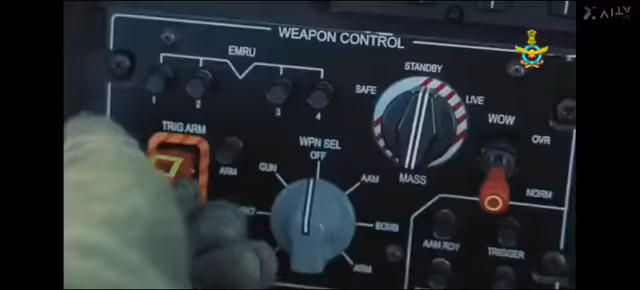 WEAPON CONTROL
EMRU
1 2 3 4
STANDBY
SAFE
LIVE
MASS
WOW
OVR
NORM
TRIG ARM
ARM
WPN SEL
OFF
GUN
AAM
BOMB
ARM
AAM RDY
TRIGGER